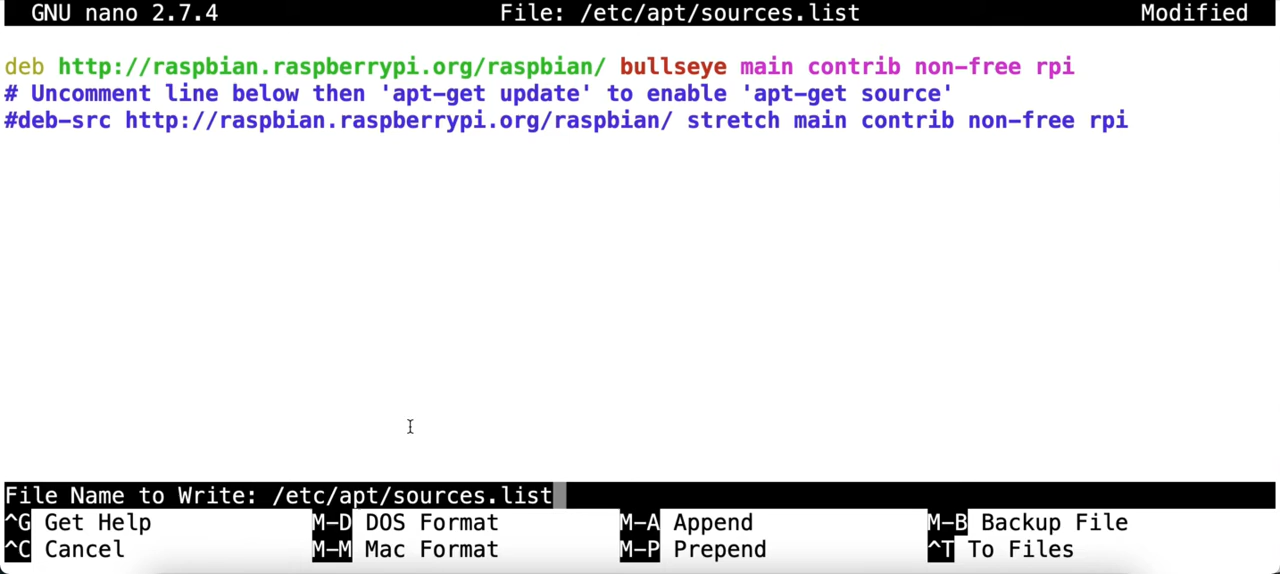 GNU nano 2.7.4 File: /etc/apt/sources.list Modified
deb http://raspbian.raspberrypi.org/raspbian/ bullseye main contrib non-free rpi
# Uncomment line below then 'apt-get update' to enable 'apt-get source'
#deb-src http://raspbian.raspberrypi.org/raspbian/ stretch main contrib non-free rpi
File Name to Write: /etc/apt/sources.list
^G Get Help M-D DOS Format M-A Append M-B Backup File
^C Cancel M-M Mac Format M-P Prepend ^T To Files